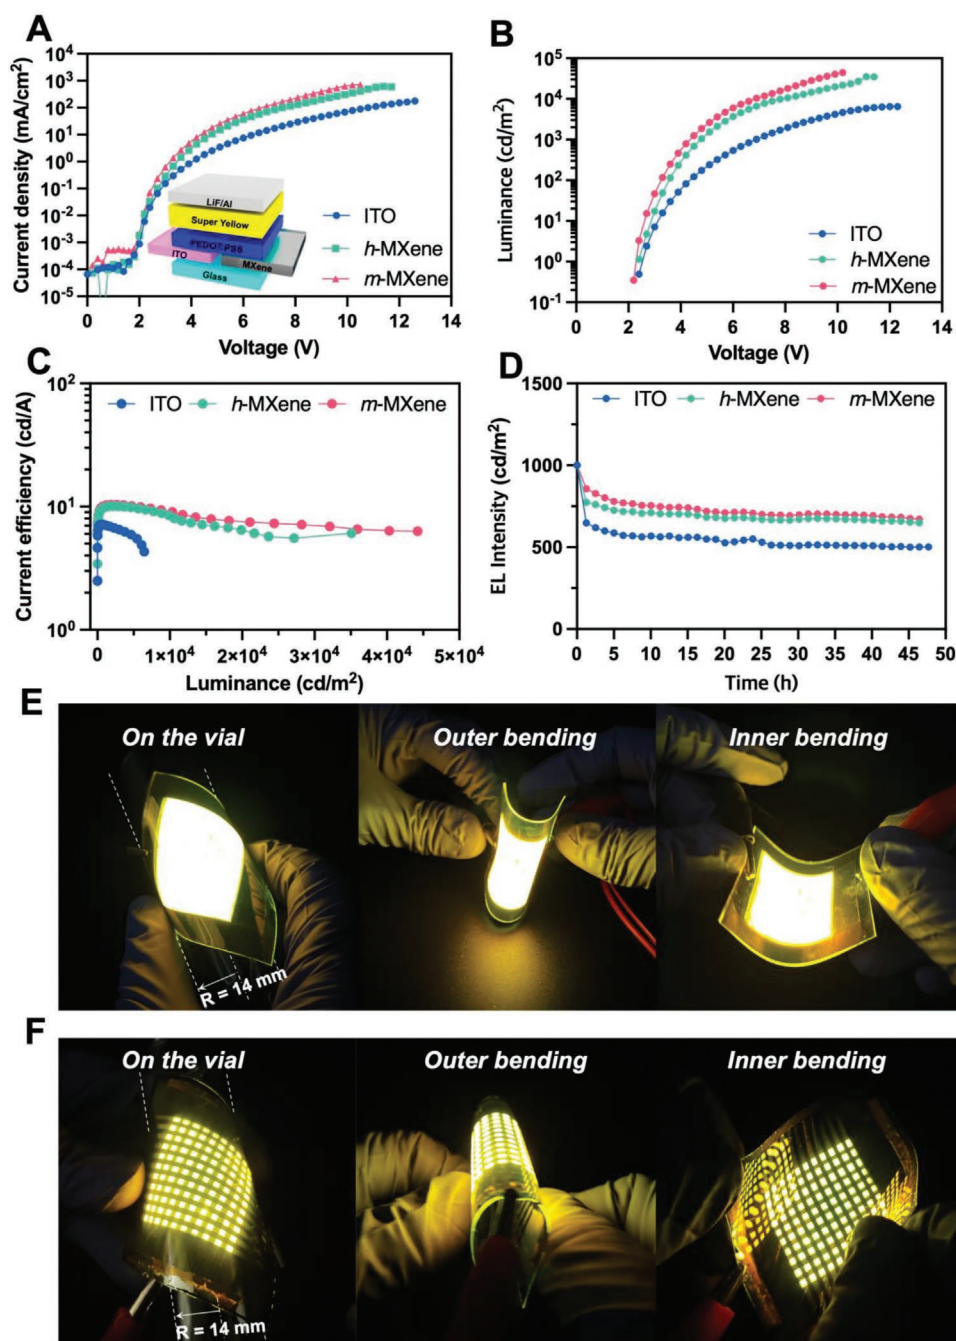 A
Current density (mA/cm²)
10⁴
10³
10²
10¹
10⁰
10⁻¹
10⁻²
10⁻³
10⁻⁴
10⁻⁵
0 2 4 6 8 10 12 14
Voltage (V)
LiF/Al
Super Yellow
PEDOT:PSS
ITO
MXene
Glass
ITO
h-MXene
m-MXene
B
Luminance (cd/m²)
10⁵
10⁴
10³
10²
10¹
10⁰
10⁻¹
0 2 4 6 8 10 12 14
Voltage (V)
ITO
h-MXene
m-MXene
C
Current efficiency (cd/A)
10²
10¹
10⁰
ITO h-MXene m-MXene
0 1×10⁴ 2×10⁴ 3×10⁴ 4×10⁴ 5×10⁴
Luminance (cd/m²)
D
EL Intensity (cd/m²)
1500
1000
500
0
ITO h-MXene m-MXene
0 5 10 15 20 25 30 35 40 45 50
Time (h)
E
On the vial
Outer bending
Inner bending
R = 14 mm
F
On the vial
Outer bending
Inner bending
R = 14 mm